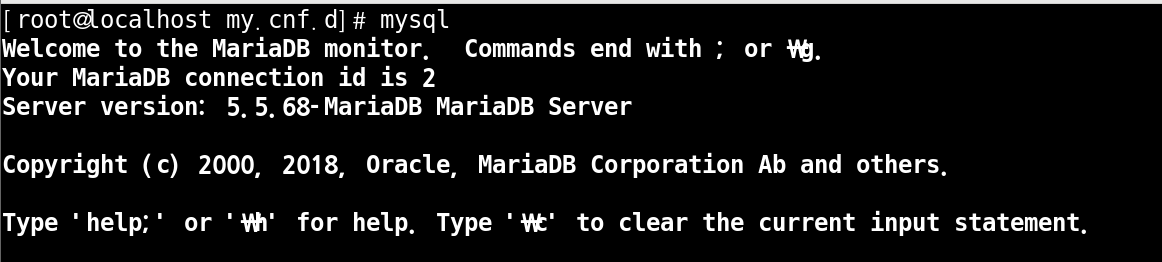 [root@localhost my.cnf.d]# mysql
Welcome to the MariaDB monitor.  Commands end with ; or ₩g.
Your MariaDB connection id is 2
Server version: 5.5.68-MariaDB MariaDB Server
Copyright (c) 2000, 2018, Oracle, MariaDB Corporation Ab and others.
Type 'help;' or '₩h' for help. Type '₩c' to clear the current input statement.